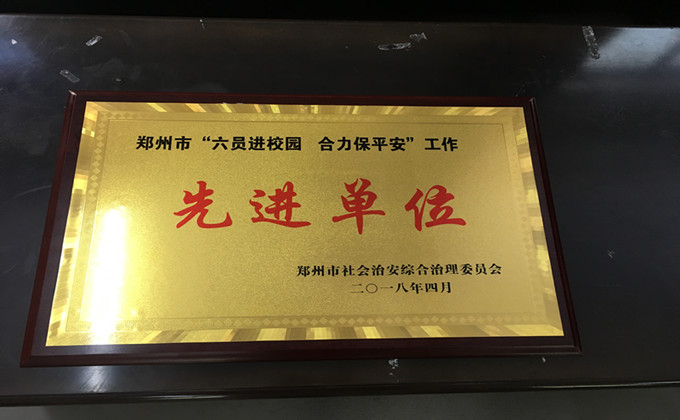 郑州市“六员进校园 合力保平安”工作
先进单位
郑州市社会治安综合治理委员会
二〇一八年四月